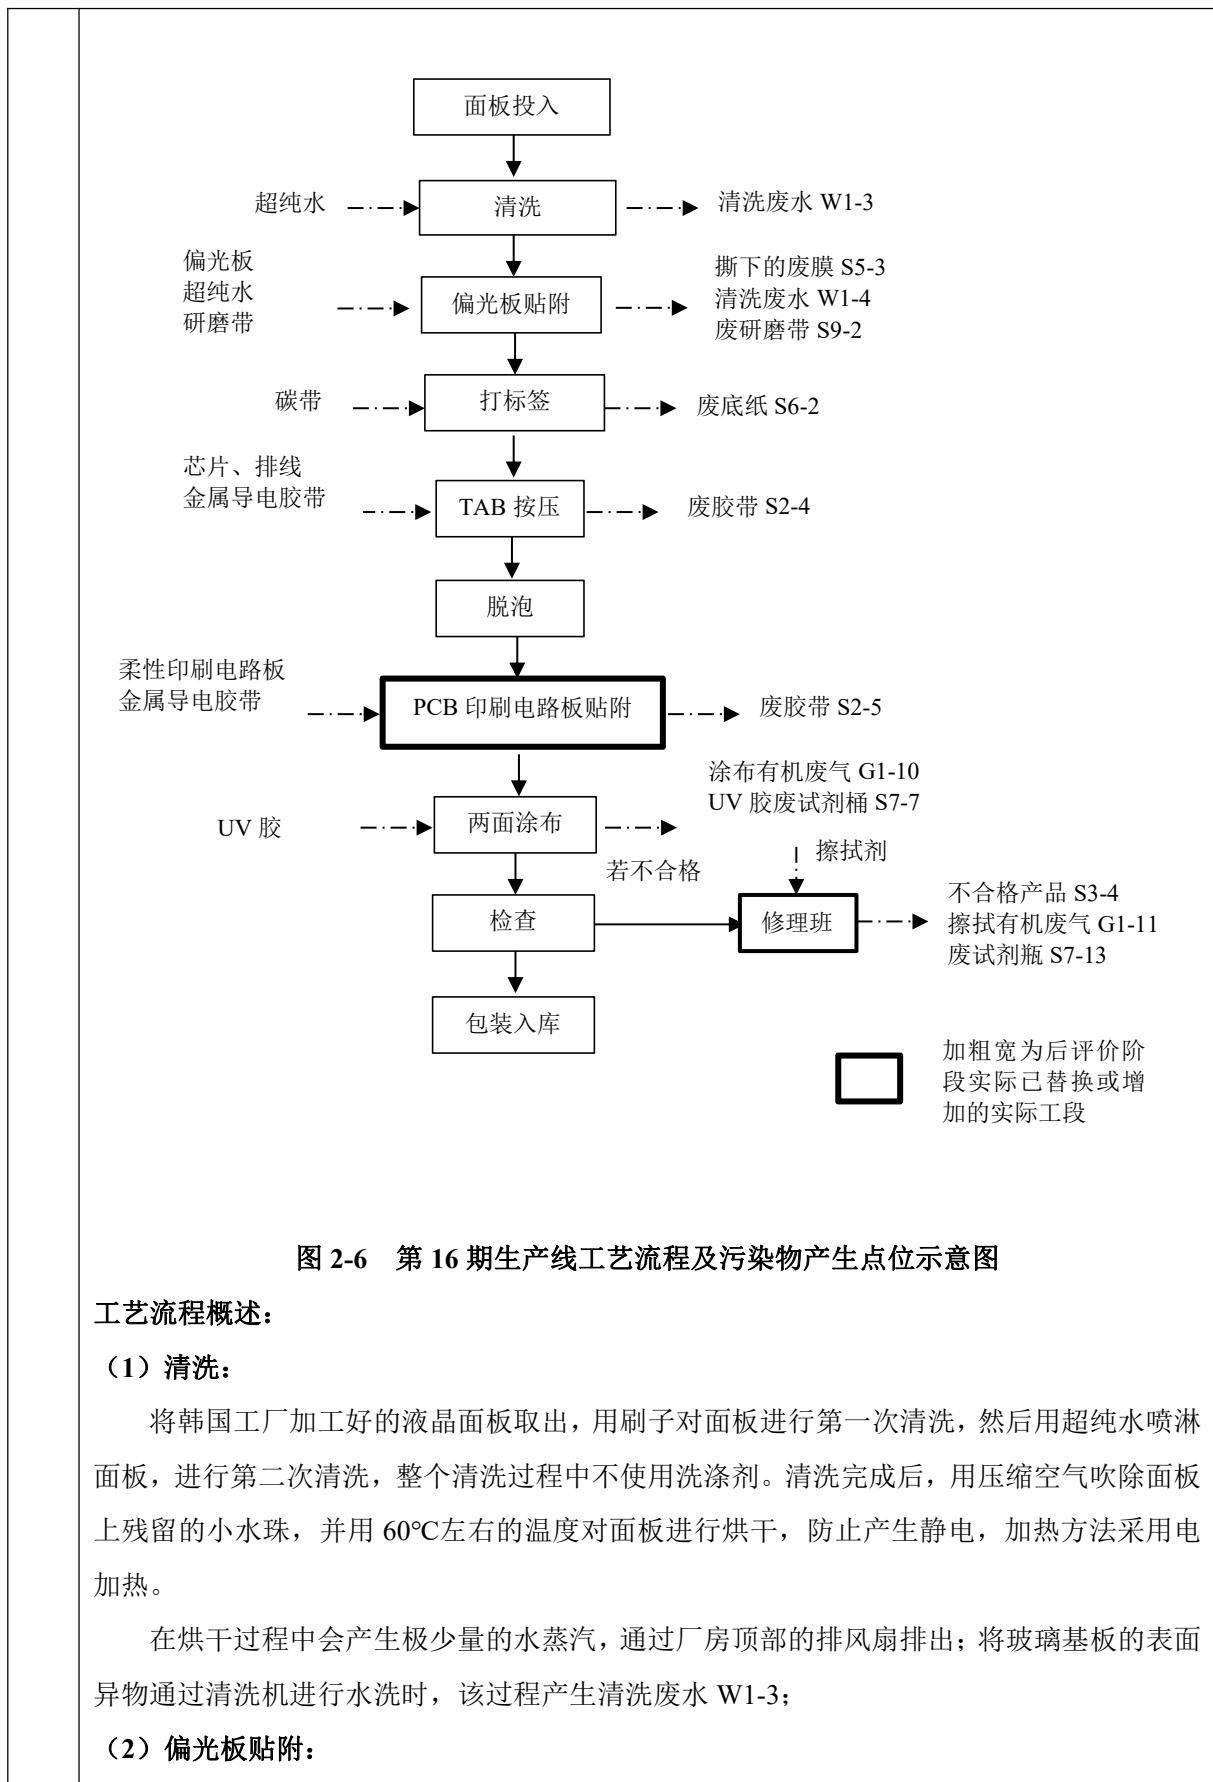 面板投入
超纯水
清洗
清洗废水 W1-3
偏光板
超纯水
研磨带
偏光板贴附
撕下的废膜 S5-3
清洗废水 W1-4
废研磨带 S9-2
碳带
打标签
废底纸 S6-2
芯片、排线
金属导电胶带
TAB 按压
废胶带 S2-4
脱泡
柔性印刷电路板
金属导电胶带
PCB 印刷电路板贴附
废胶带 S2-5
涂布有机废气 G1-10
UV 胶废试剂桶 S7-7
UV 胶
两面涂布
若不合格
擦拭剂
检查
修理班
不合格产品 S3-4
擦拭有机废气 G1-11
废试剂瓶 S7-13
包装入库
加粗宽为后评价阶
段实际已替换或增
加的实际工段
图 2-6 第 16 期生产线工艺流程及污染物产生点位示意图
工艺流程概述：
（1）清洗：
将韩国工厂加工好的液晶面板取出，用刷子对面板进行第一次清洗，然后用超纯水喷淋
面板，进行第二次清洗，整个清洗过程中不使用洗涤剂。清洗完成后，用压缩空气吹除面板
上残留的小水珠，并用 60℃左右的温度对面板进行烘干，防止产生静电，加热方法采用电
加热。
在烘干过程中会产生极少量的水蒸汽，通过厂房顶部的排风扇排出；将玻璃基板的表面
异物通过清洗机进行水洗时，该过程产生清洗废水 W1-3；
（2）偏光板贴附：